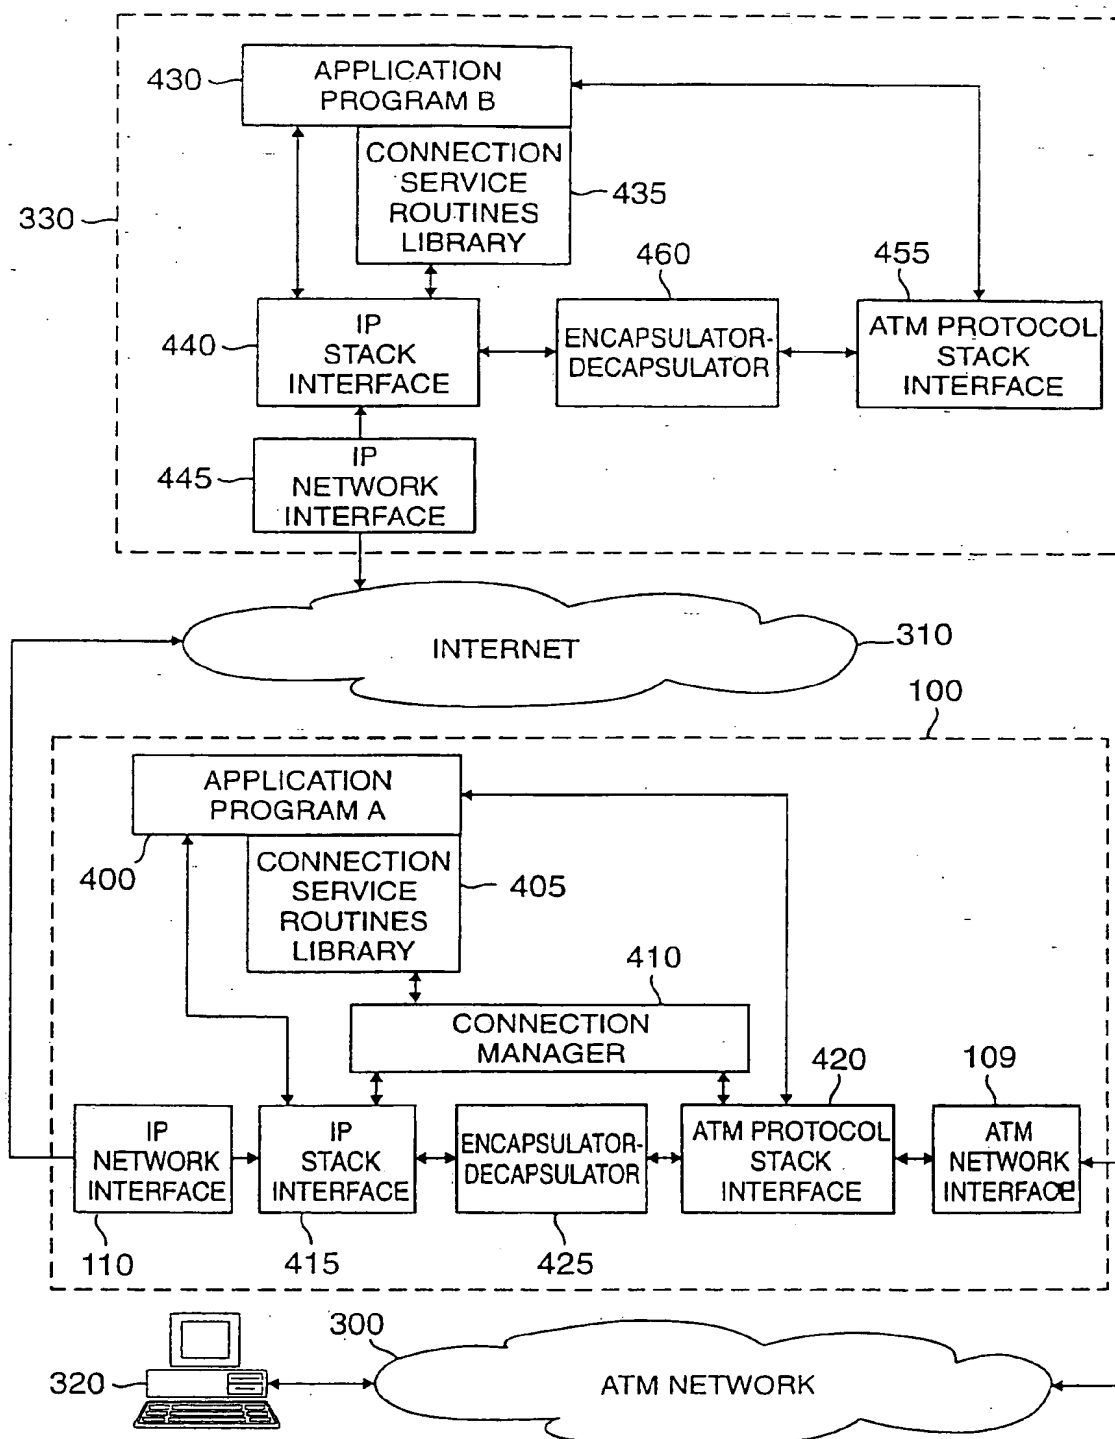 430
APPLICATION
PROGRAM B
CONNECTION
SERVICE
ROUTINES
LIBRARY
435
330
460
455
440
IP
STACK
INTERFACE
ENCAPSULATOR-
DECAPSULATOR
ATM PROTOCOL
STACK
INTERFACE
445
IP
NETWORK
INTERFACE
INTERNET
310
100
APPLICATION
PROGRAM A
400
CONNECTION
SERVICE
ROUTINES
LIBRARY
405
410
CONNECTION
MANAGER
420
109
IP
NETWORK
INTERFACE
IP
STACK
INTERFACE
ENCAPSULATOR-
DECAPSULATOR
ATM PROTOCOL
STACK
INTERFACE
ATM
NETWORK
INTERFACE
110
415
425
300
320
ATM NETWORK